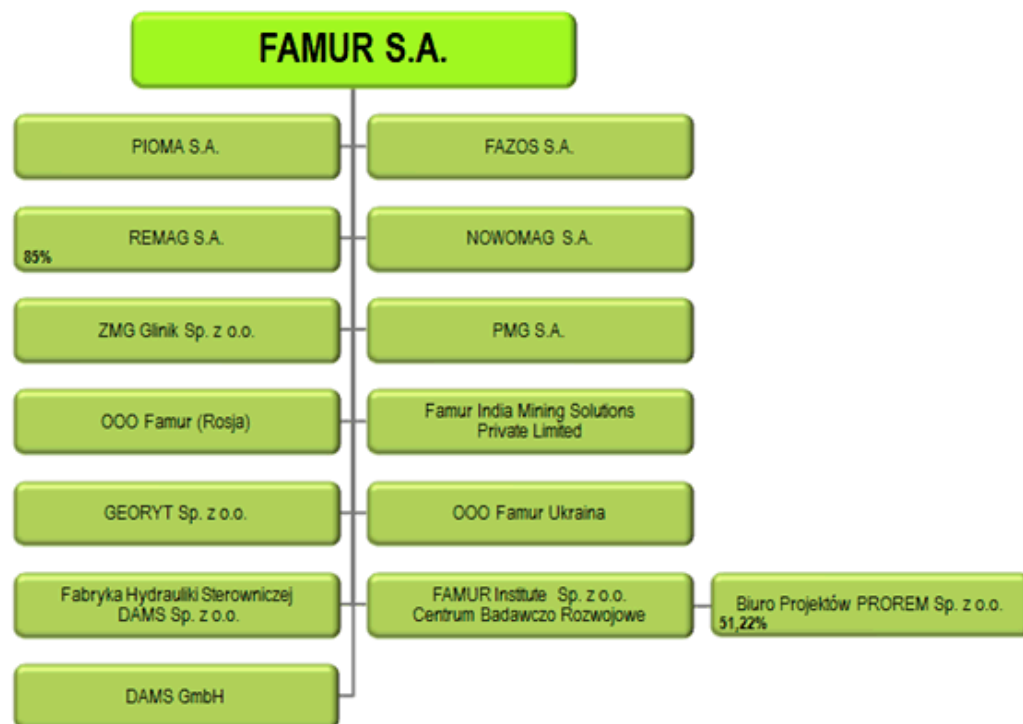 FAMUR S.A.
PIOMA S.A.
FAZOS S.A.
REMAG S.A.
85%
NOWOMAG S.A.
ZMG Glinik Sp. z o.o.
PMG S.A.
OOO Famur (Rosja)
Famur India Mining Solutions
Private Limited
GEORYT Sp. z o.o.
OOO Famur Ukraina
Fabryka Hydrauliki Sterowniczej
DAMS Sp. z o.o.
FAMUR Institute Sp. z o.o.
Centrum Badawczo Rozwojowe
Biuro Projektów PROREM Sp. z o.o.
51,22%
DAMS GmbH